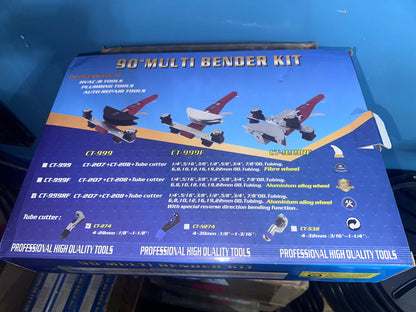 90° MULTI BENDER KIT
PROFESSIONAL
HVAC/R TOOLS
PLUMBING TOOLS
AUTO REPAIR TOOLS
CT-999
CT-999F
CT-999RF
CT-999 CT-207 +CT-208+Tube cutter 1/4",5/16",3/8",1/2",5/8",3/4", 7/8"OD.Tubing.
6,8,10,12,16,19,22mm OD.Tubing. Fibre wheel
CT-999F CT-207 +CT-208+Tube cutter 1/4",5/16",3/8",1/2",5/8",3/4", 7/8"OD.Tubing.
6,8,10,12,16,19,22mm OD.Tubing. Aluminium alloy wheel
CT-999RF CT-207 +CT-208+Tube cutter 1/4",5/16",3/8",1/2",5/8",3/4", 7/8"OD.Tubing.
6,8,10,12,16,19,22mm OD.Tubing. Aluminium alloy wheel
With special reverse direction bending function.
Tube cutter :
CT-274
4-28mm (1/8"-1-1/8")
CT-N274
4-30mm (1/8"-1-3/16")
CT-532
4-32mm (3/16"-1-1/4")
PROFESSIONAL HIGH QUALITY TOOLS
PROFESSIONAL HIGH QUALITY TOOLS
90° MULTI BENDER KIT